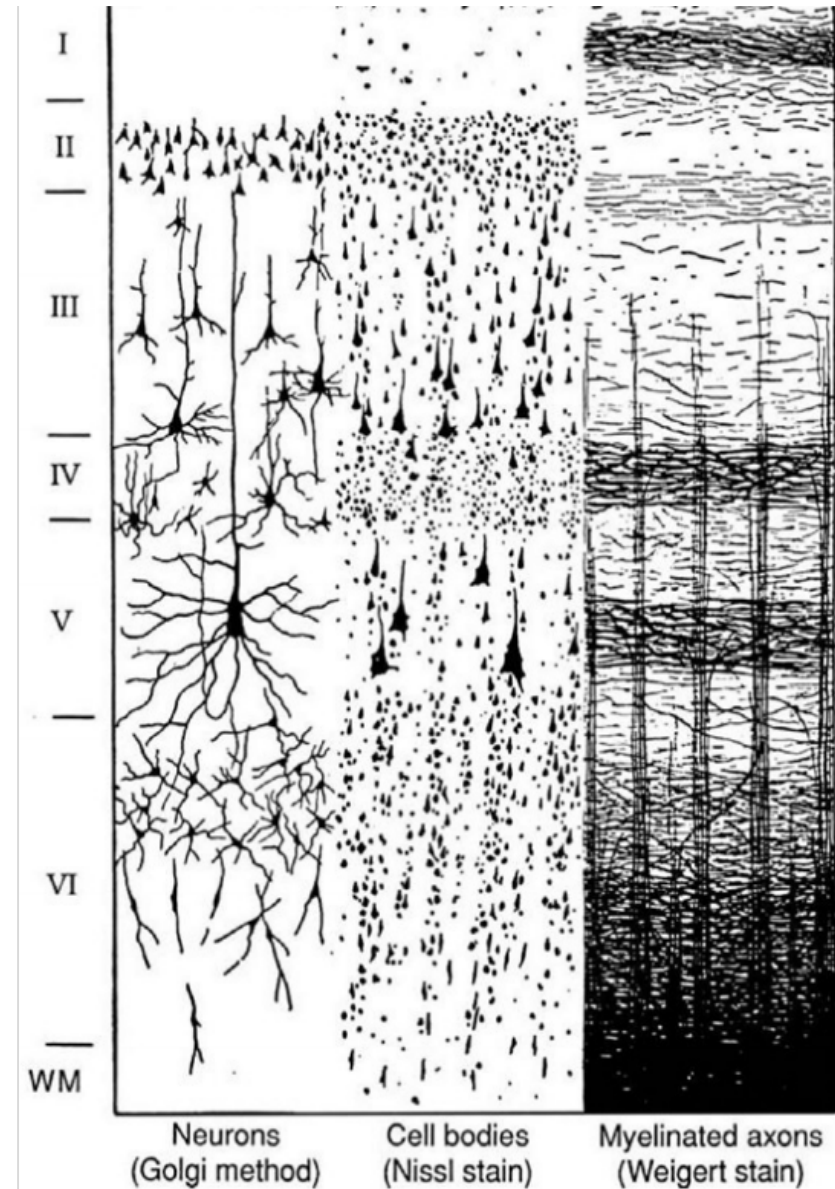 I
II
III
IV
V
VI
WM
Neurons
(Golgi method)
Cell bodies
(Nissl stain)
Myelinated axons
(Weigert stain)